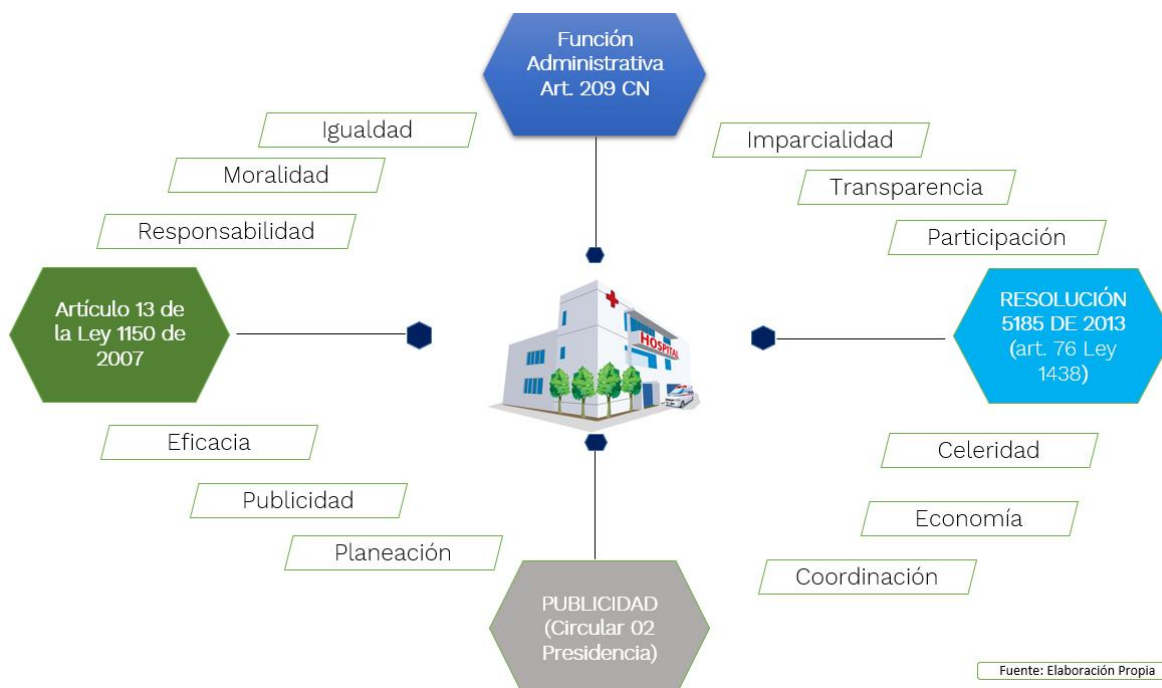 Función
Administrativa
Art. 209 CN
Igualdad
Imparcialidad
Moralidad
Transparencia
Responsabilidad
Participación
Artículo 13 de
la Ley 1150 de
2007
HOSPITAL
RESOLUCIÓN
5185 DE 2013
(art. 76 Ley
1438)
Eficacia
Celeridad
Publicidad
Economía
Planeación
Coordinación
PUBLICIDAD
(Circular 02
Presidencia)
Fuente: Elaboración Propia